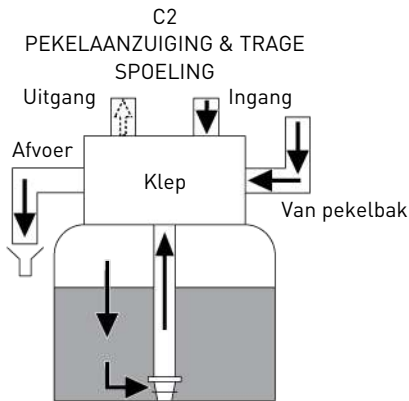 C2
PEKELAANZUIGING & TRAGE
SPOELING
Uitgang
Ingang
Afvoer
Klep
Van pekelbak